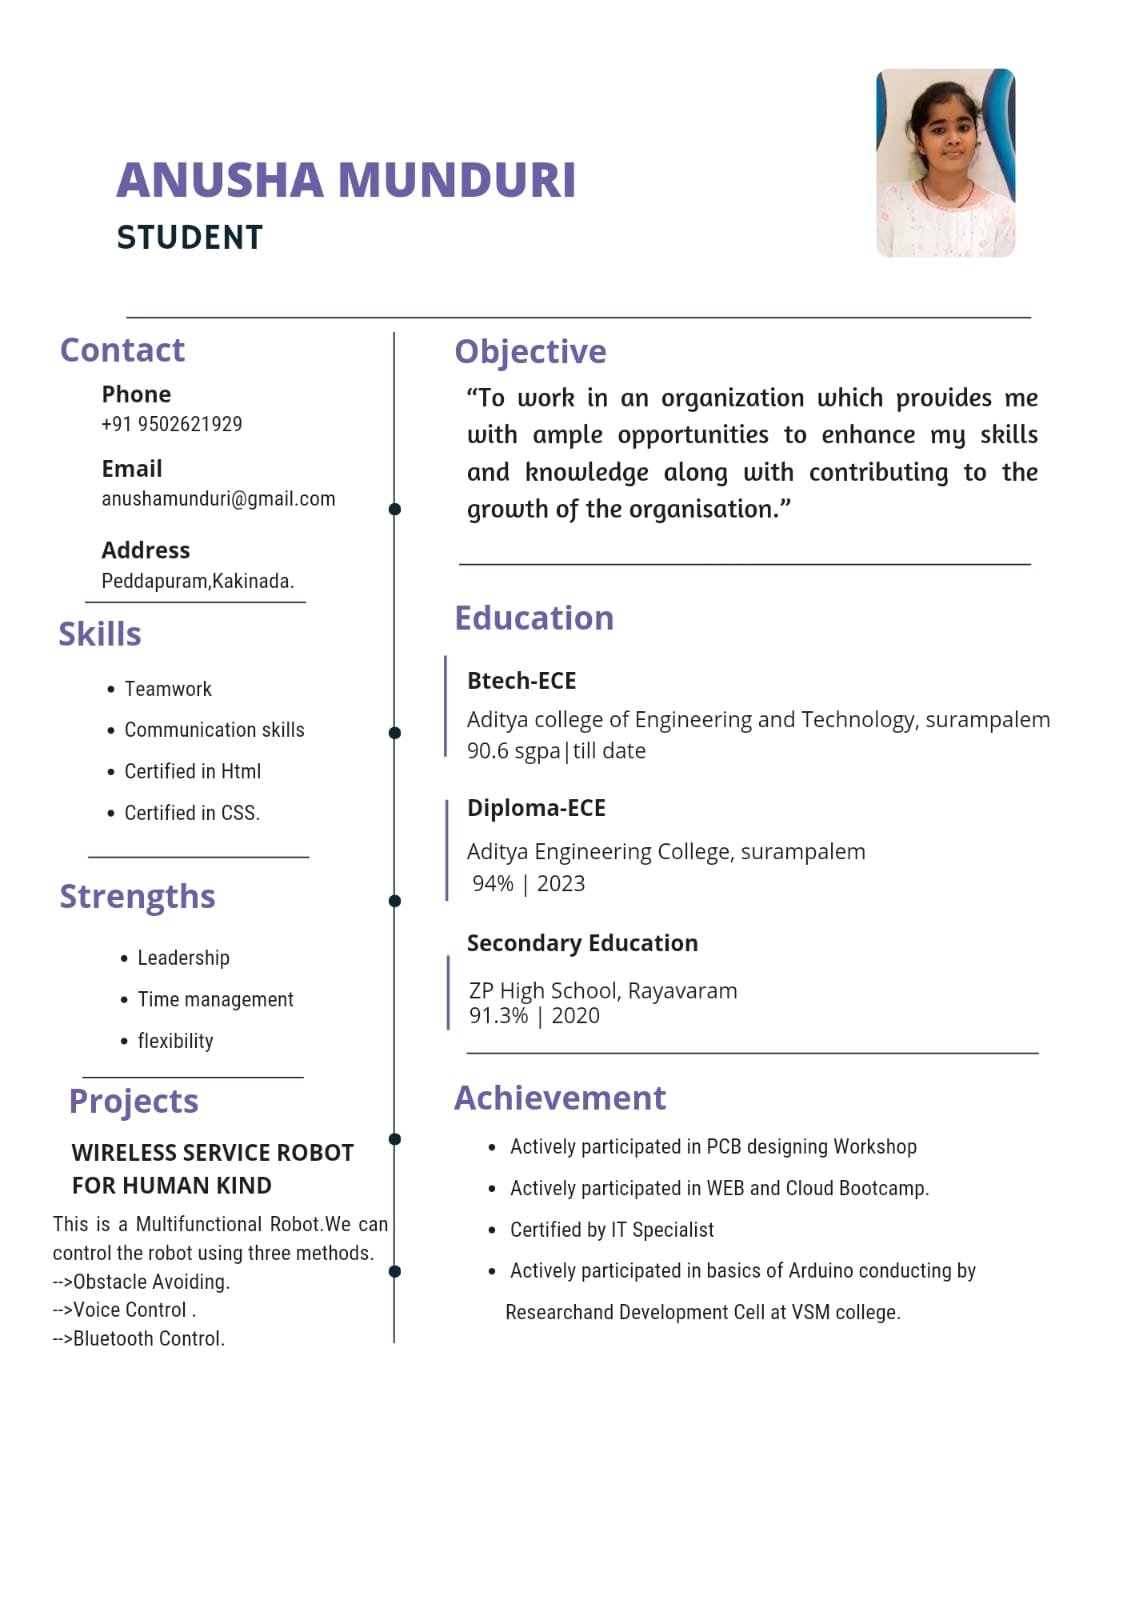 ANUSHA MUNDURI
STUDENT
Contact
Phone
+91 9502621929
Email
anushamunduri@gmail.com
Address
Peddapuram,Kakinada.
Skills
• Teamwork
• Communication skills
• Certified in Html
• Certified in CSS.
Strengths
• Leadership
• Time management
• flexibility
Projects
WIRELESS SERVICE ROBOT
FOR HUMAN KIND
This is a Multifunctional Robot.We can
control the robot using three methods.
-->Obstacle Avoiding.
-->Voice Control .
-->Bluetooth Control.
Objective
“To work in an organization which provides me
with ample opportunities to enhance my skills
and knowledge along with contributing to the
growth of the organisation.”
Education
Btech-ECE
Aditya college of Engineering and Technology, surampalem
90.6 sgpa|till date
Diploma-ECE
Aditya Engineering College, surampalem
94% | 2023
Secondary Education
ZP High School, Rayavaram
91.3% | 2020
Achievement
• Actively participated in PCB designing Workshop
• Actively participated in WEB and Cloud Bootcamp.
• Certified by IT Specialist
• Actively participated in basics of Arduino conducting by
Researchand Development Cell at VSM college.